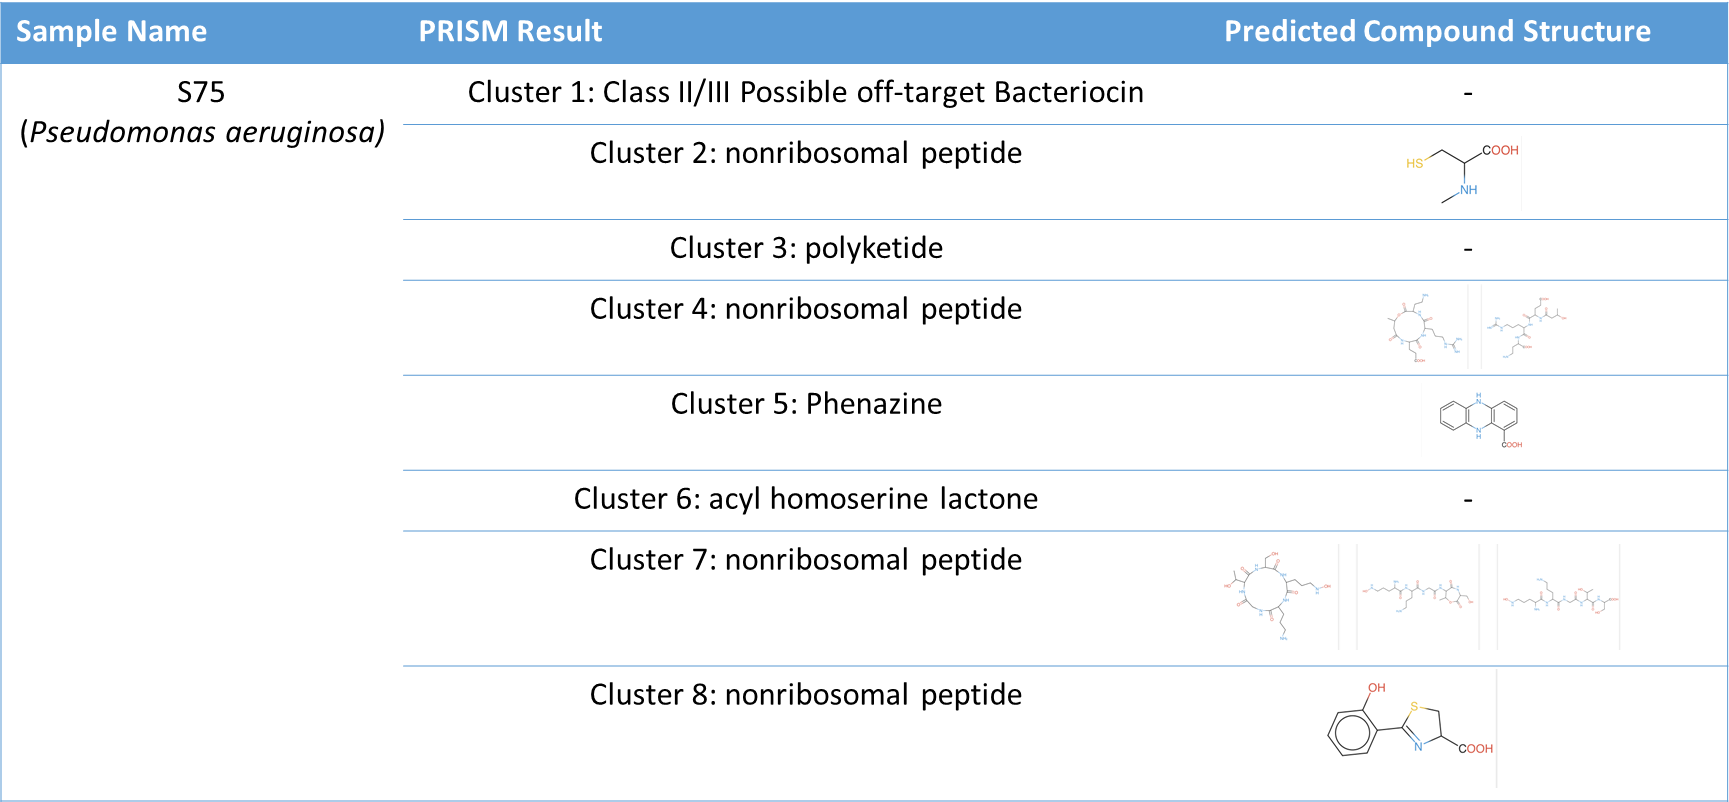 Sample Name PRISM Result Predicted Compound Structure
S75 Cluster 1: Class II/III Possible off-target Bacteriocin -
(Pseudomonas aeruginosa)
Cluster 2: nonribosomal peptide
HS COOH
NH
Cluster 3: polyketide -
Cluster 4: nonribosomal peptide
Cluster 5: Phenazine
H
N
N
H
COOH
Cluster 6: acyl homoserine lactone -
Cluster 7: nonribosomal peptide
Cluster 8: nonribosomal peptide
OH
S
N COOH